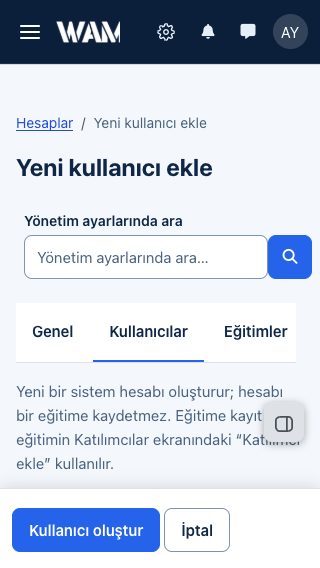 WAM
AY
Hesaplar / Yeni kullanıcı ekle
Yeni kullanıcı ekle
Yönetim ayarlarında ara
Yönetim ayarlarında ara...
Genel Kullanıcılar Eğitimler
Yeni bir sistem hesabı oluşturur; hesabı
bir eğitime kaydetmez. Eğitime kayıt
eğitimin Katılımcılar ekranındaki “Katılımcı
ekle” kullanılır.
Kullanıcı oluştur İptal